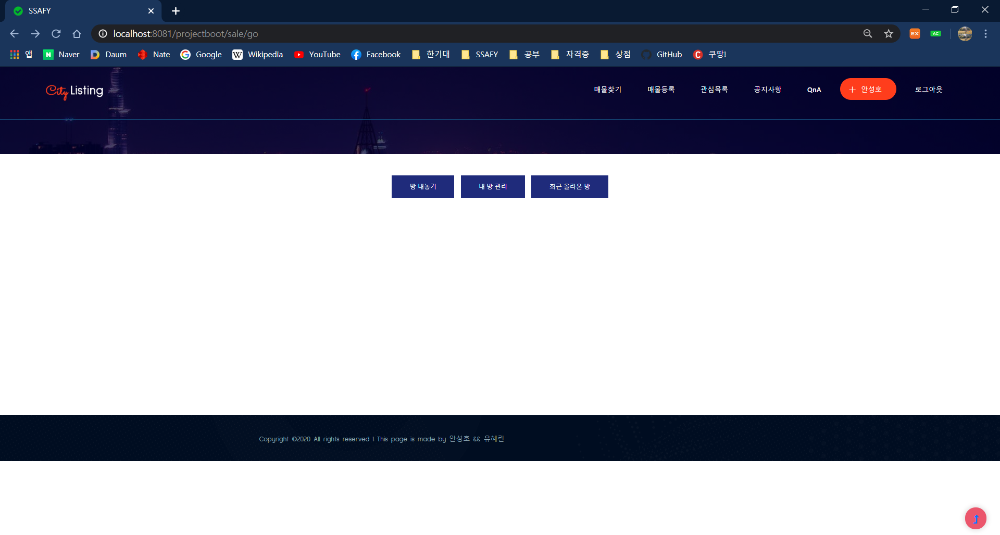 SSAFY
localhost:8081/projectboot/sale/go
EX
AC
앱 Naver Daum Nate Google Wikipedia YouTube Facebook 한기대 SSAFY 공부 자격증 상점 GitHub 쿠팡!
City Listing 매물찾기 매물등록 관심목록 공지사항 QnA + 안성호 로그아웃
방 내놓기 내 방 관리 최근 올라온 방
Copyright ©2020 All rights reserved | This page is made by 안성호 && 유혜린